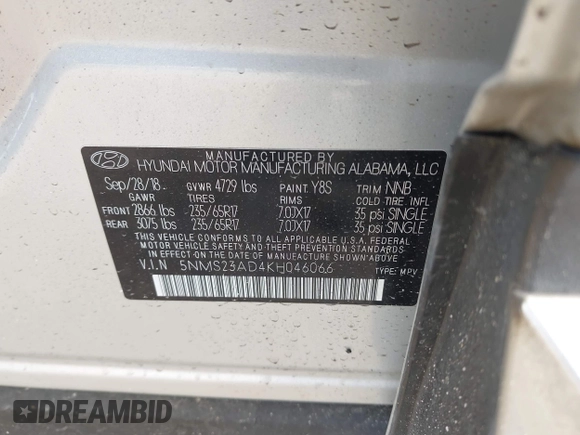 MANUFACTURED BY
HYUNDAI MOTOR MANUFACTURING ALABAMA, LLC
Sep/28/18 GVWR 4729 lbs PAINT: Y8S TRIM NNB
GAWR TIRES RIMS COLD TIRE INFL
FRONT 2866 lbs 235/65R17 7.0JX17 35 psi SINGLE
REAR 3075 lbs 235/65R17 7.0JX17 35 psi SINGLE
THIS VEHICLE CONFORMS TO ALL APPLICABLE U.S.A. FEDERAL
MOTOR VEHICLE SAFETY AND THEFT PREVENTION STANDARDS
IN EFFECT ON THE DATE OF MANUFACTURE SHOWN ABOVE
V.I.N 5NMS23AD4KH046066 TYPE: MPV
DREAMBID